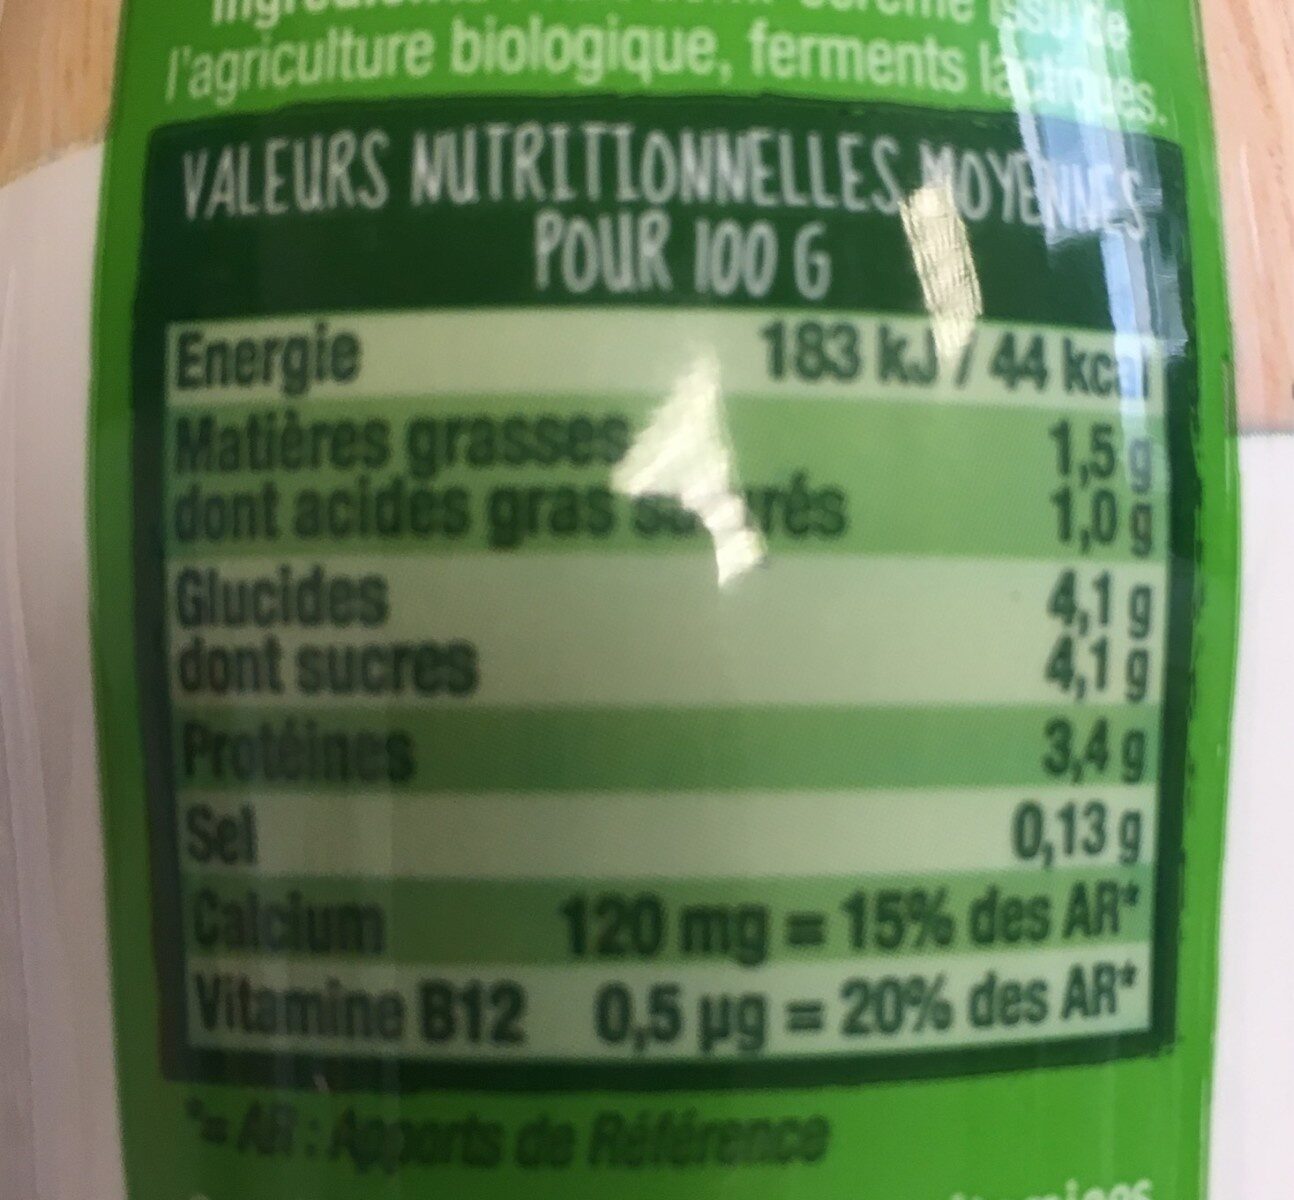 issu de
l'agriculture biologique, ferments lactiques.
VALEURS NUTRITIONNELLES MOYENNES
POUR 100 G
Energie 183 kJ / 44 kcal
Matières grasses 1,5 g
dont acides gras saturés 1,0 g
Glucides 4,1 g
dont sucres 4,1 g
Protéines 3,4 g
Sel 0,13 g
Calcium 120 mg = 15% des AR*
Vitamine B12 0,5 µg = 20% des AR*
*= AR : Apports de Référence